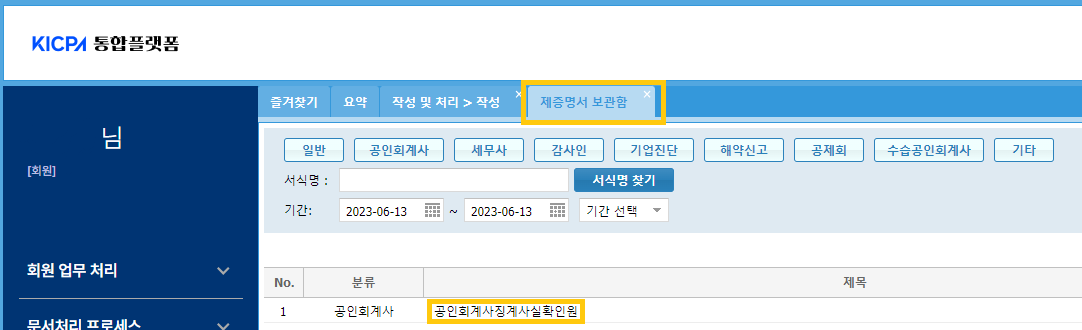 KICPA 통합플랫폼
즐겨찾기 요약 작성 및 처리 > 작성 × 제증명서 보관함 ×
님
[회원]
일반 공인회계사 세무사 감사인 기업진단 해약신고 공제회 수습공인회계사 기타
서식명 : 서식명 찾기
기간: 2023-06-13 ~ 2023-06-13 기간 선택
회원 업무 처리
No. 분류 제목
1 공인회계사 공인회계사징계사실확인원
문서처리 프로세스